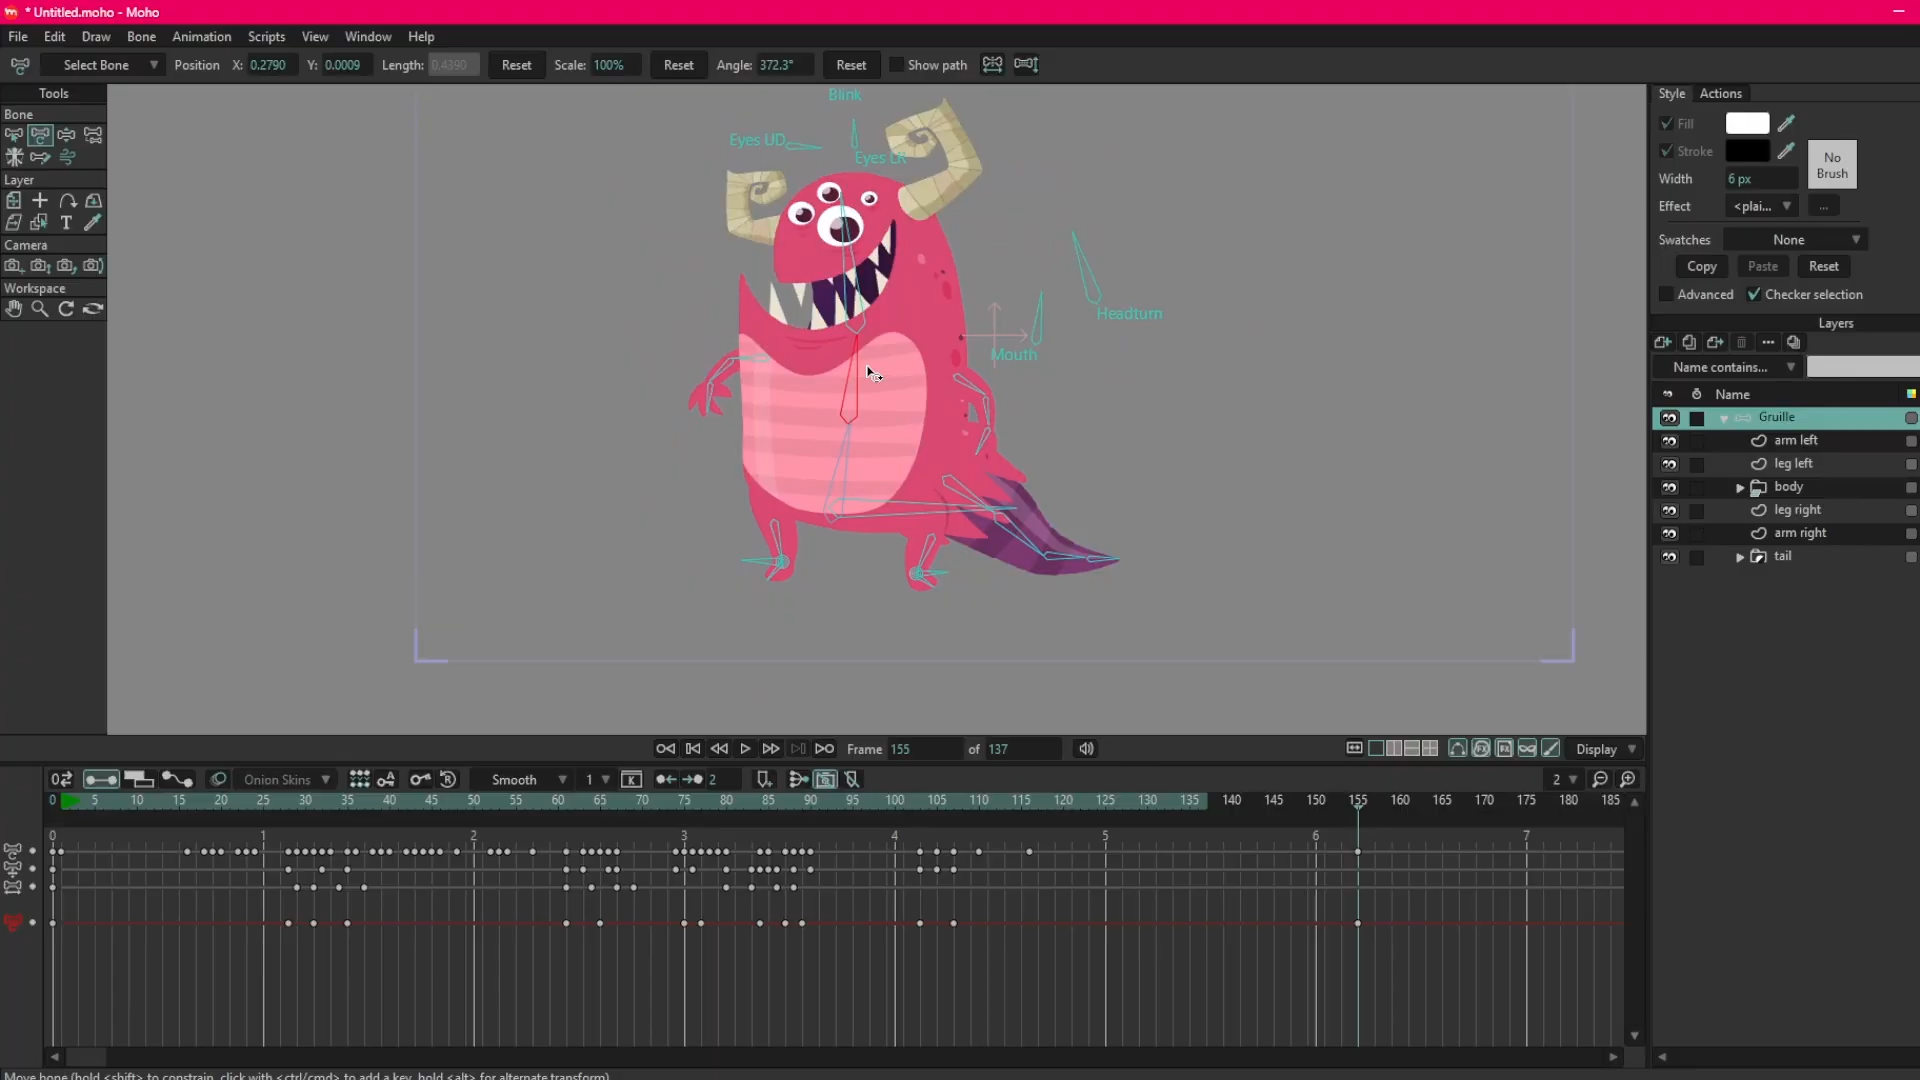 * Untitled.moho - Moho
File Edit Draw Bone Animation Scripts View Window Help
Select Bone Position X: 0.2790 Y: 0.0009 Length: 0.4390 Reset Scale: 100% Reset Angle: 372.3° Reset Show path
Tools
Bone
Layer
Camera
Workspace
Blink
Eyes UD
Eyes LR
Headturn
Mouth
Style Actions
Fill
Stroke
No Brush
Width 6 px
Effect <plai... ...
Swatches None
Copy Paste Reset
Advanced Checker selection
Layers
Name contains...
Name
Gruille
arm left
leg left
body
leg right
arm right
tail
Frame 155 of 137
Display
Onion Skins Smooth 1 2 2
0 5 10 15 20 25 30 35 40 45 50 55 60 65 70 75 80 85 90 95 100 105 110 115 120 125 130 135 140 145 150 155 160 165 170 175 180 185
0 1 2 3 4 5 6 7
Move bone (hold <shift> to constrain, click with <ctrl/cmd> to add a key, hold <alt> for alternate transform)